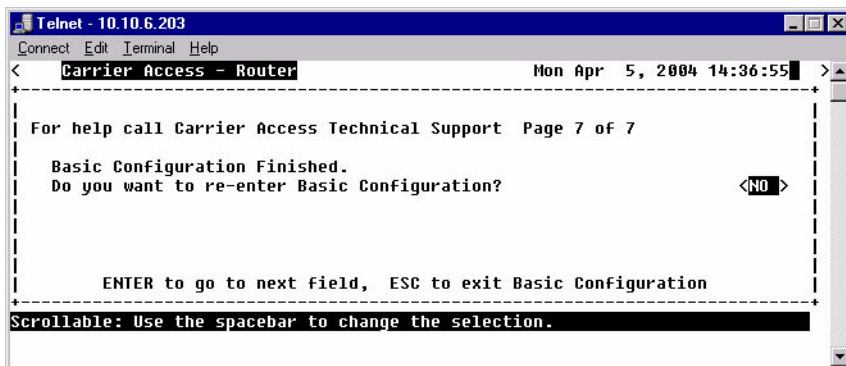 Telnet - 10.10.6.203
Connect Edit Terminal Help
< Carrier Access - Router Mon Apr 5, 2004 14:36:55 >
For help call Carrier Access Technical Support Page 7 of 7
Basic Configuration Finished.
Do you want to re-enter Basic Configuration? <NO >
ENTER to go to next field, ESC to exit Basic Configuration
Scrollable: Use the spacebar to change the selection.